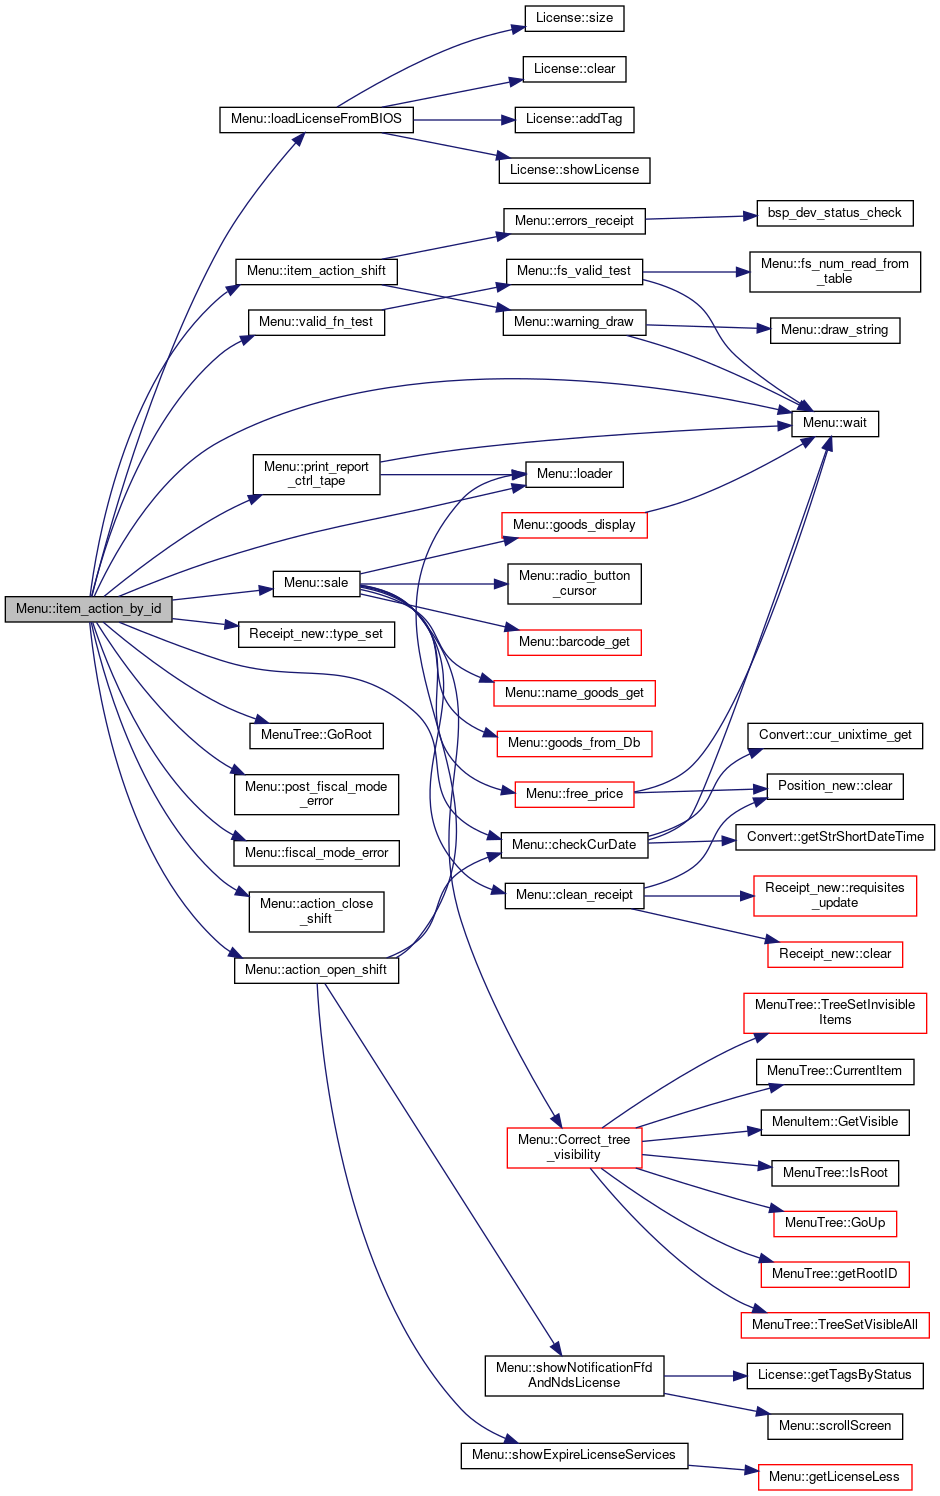 License::size
License::clear
Menu::loadLicenseFromBIOS
License::addTag
License::showLicense
bsp_dev_status_check
Menu::errors_receipt
Menu::item_action_shift
Menu::fs_valid_test
Menu::fs_num_read_from
_table
Menu::valid_fn_test
Menu::warning_draw
Menu::draw_string
Menu::wait
Menu::print_report
_ctrl_tape
Menu::loader
Menu::goods_display
Menu::sale
Menu::radio_button
_cursor
Menu::item_action_by_id
Receipt_new::type_set
Menu::barcode_get
Menu::name_goods_get
MenuTree::GoRoot
Menu::goods_from_Db
Convert::cur_unixtime_get
Menu::post_fiscal_mode
_error
Menu::free_price
Position_new::clear
Menu::fiscal_mode_error
Menu::checkCurDate
Convert::getStrShortDateTime
Menu::action_close
_shift
Menu::clean_receipt
Receipt_new::requisites
_update
Receipt_new::clear
Menu::action_open_shift
MenuTree::TreeSetInvisible
Items
MenuTree::CurrentItem
MenuItem::GetVisible
Menu::Correct_tree
_visibility
MenuTree::IsRoot
MenuTree::GoUp
MenuTree::getRootID
MenuTree::TreeSetVisibleAll
Menu::showNotificationFfd
AndNdsLicense
License::getTagsByStatus
Menu::scrollScreen
Menu::showExpireLicenseServices
Menu::getLicenseLess